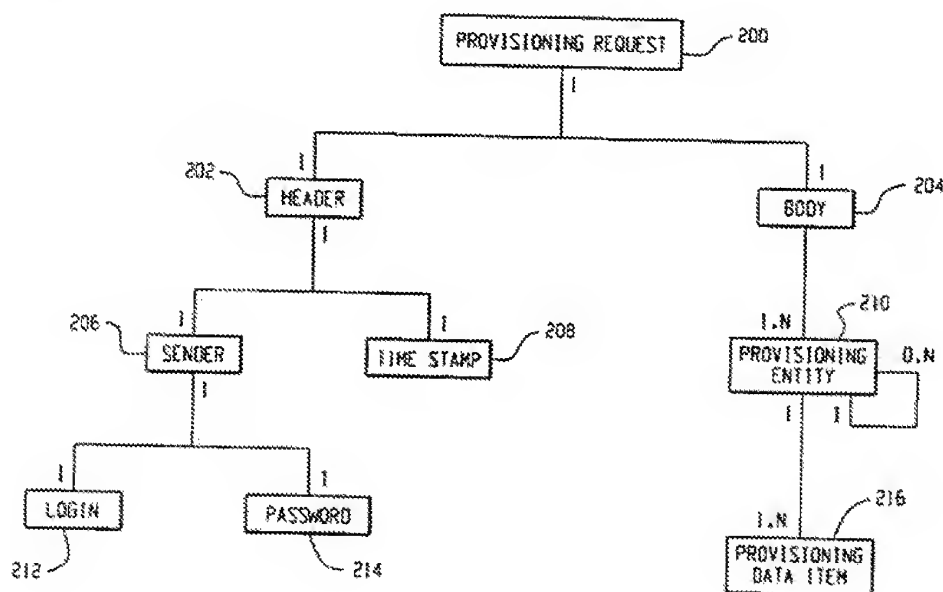 PROVISIONING REQUEST
200
1
1
202
HEADER
1
1
204
BODY
206
1
SENDER
1
1
208
TIME STAMP
210
1.N
PROVISIONING
ENTITY
0.N
1
1
1
LOGIN
212
1
PASSWORD
214
216
1.N
PROVISIONING
DATA ITEM